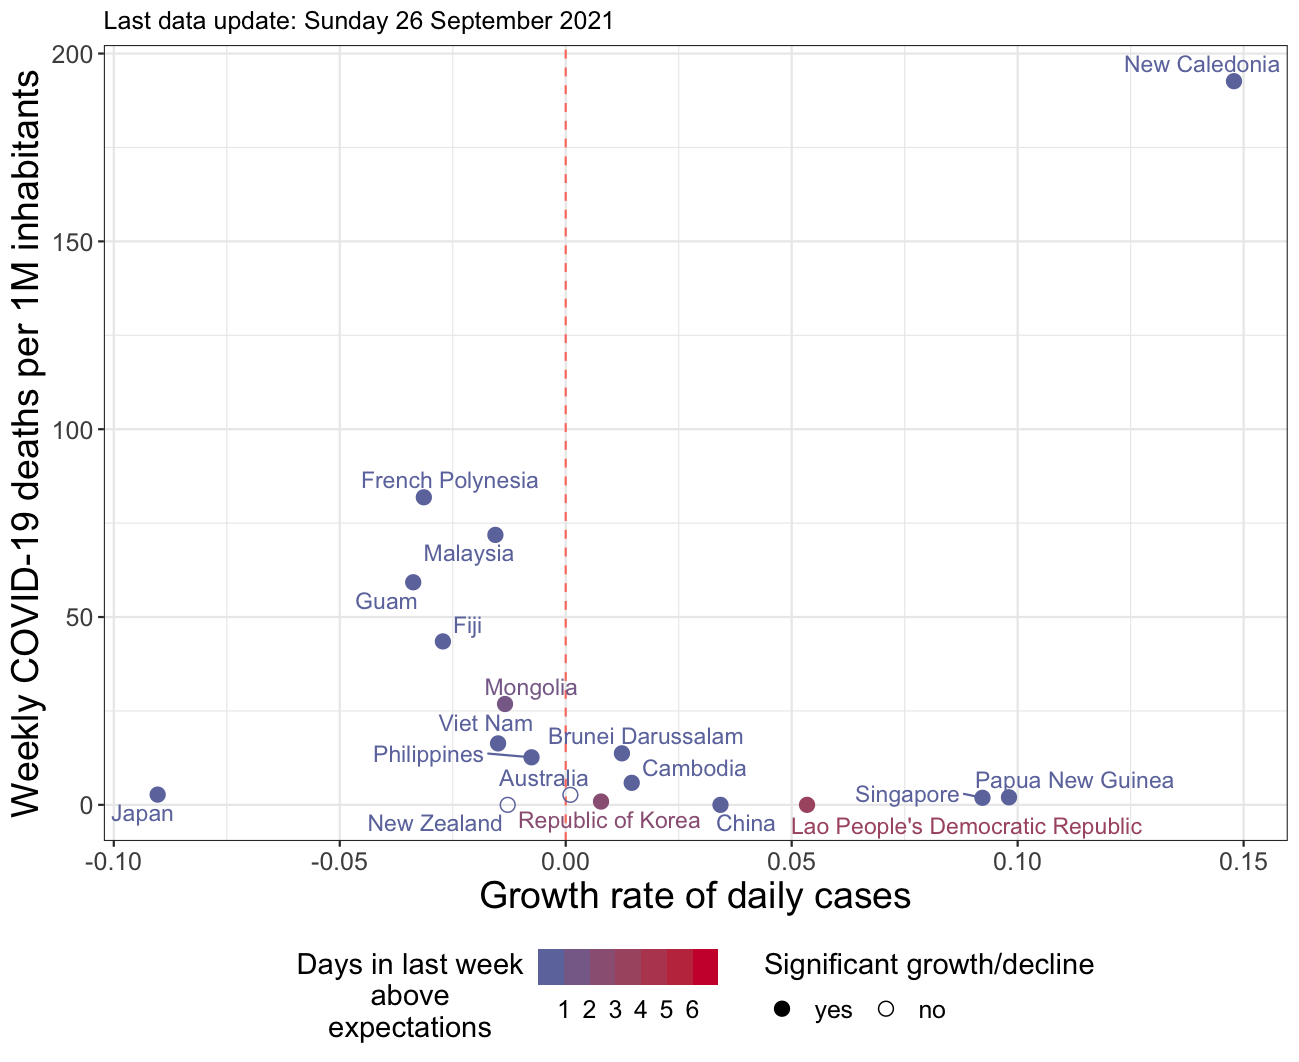 Last data update: Sunday 26 September 2021
Weekly COVID-19 deaths per 1M inhabitants
200
150
100
50
0
New Caledonia
French Polynesia
Malaysia
Guam
Fiji
Mongolia
Viet Nam
Brunei Darussalam
Philippines
Cambodia
Australia
Papua New Guinea
Singapore
Japan
New Zealand
Republic of Korea
China
Lao People's Democratic Republic
-0.10 -0.05 0.00 0.05 0.10 0.15
Growth rate of daily cases
Days in last week
above
expectations
1 2 3 4 5 6
Significant growth/decline
yes no